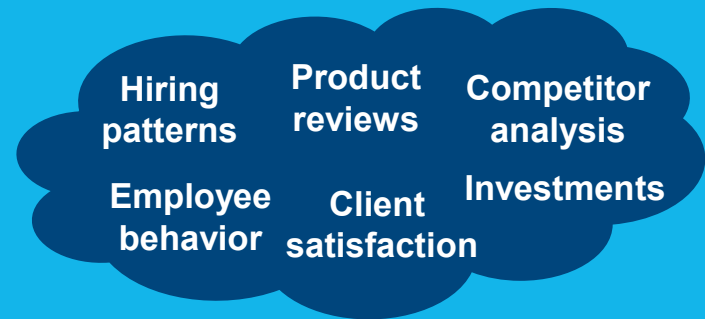 Hiring
patterns
Product
reviews
Competitor
analysis
Employee
behavior
Client
satisfaction
Investments